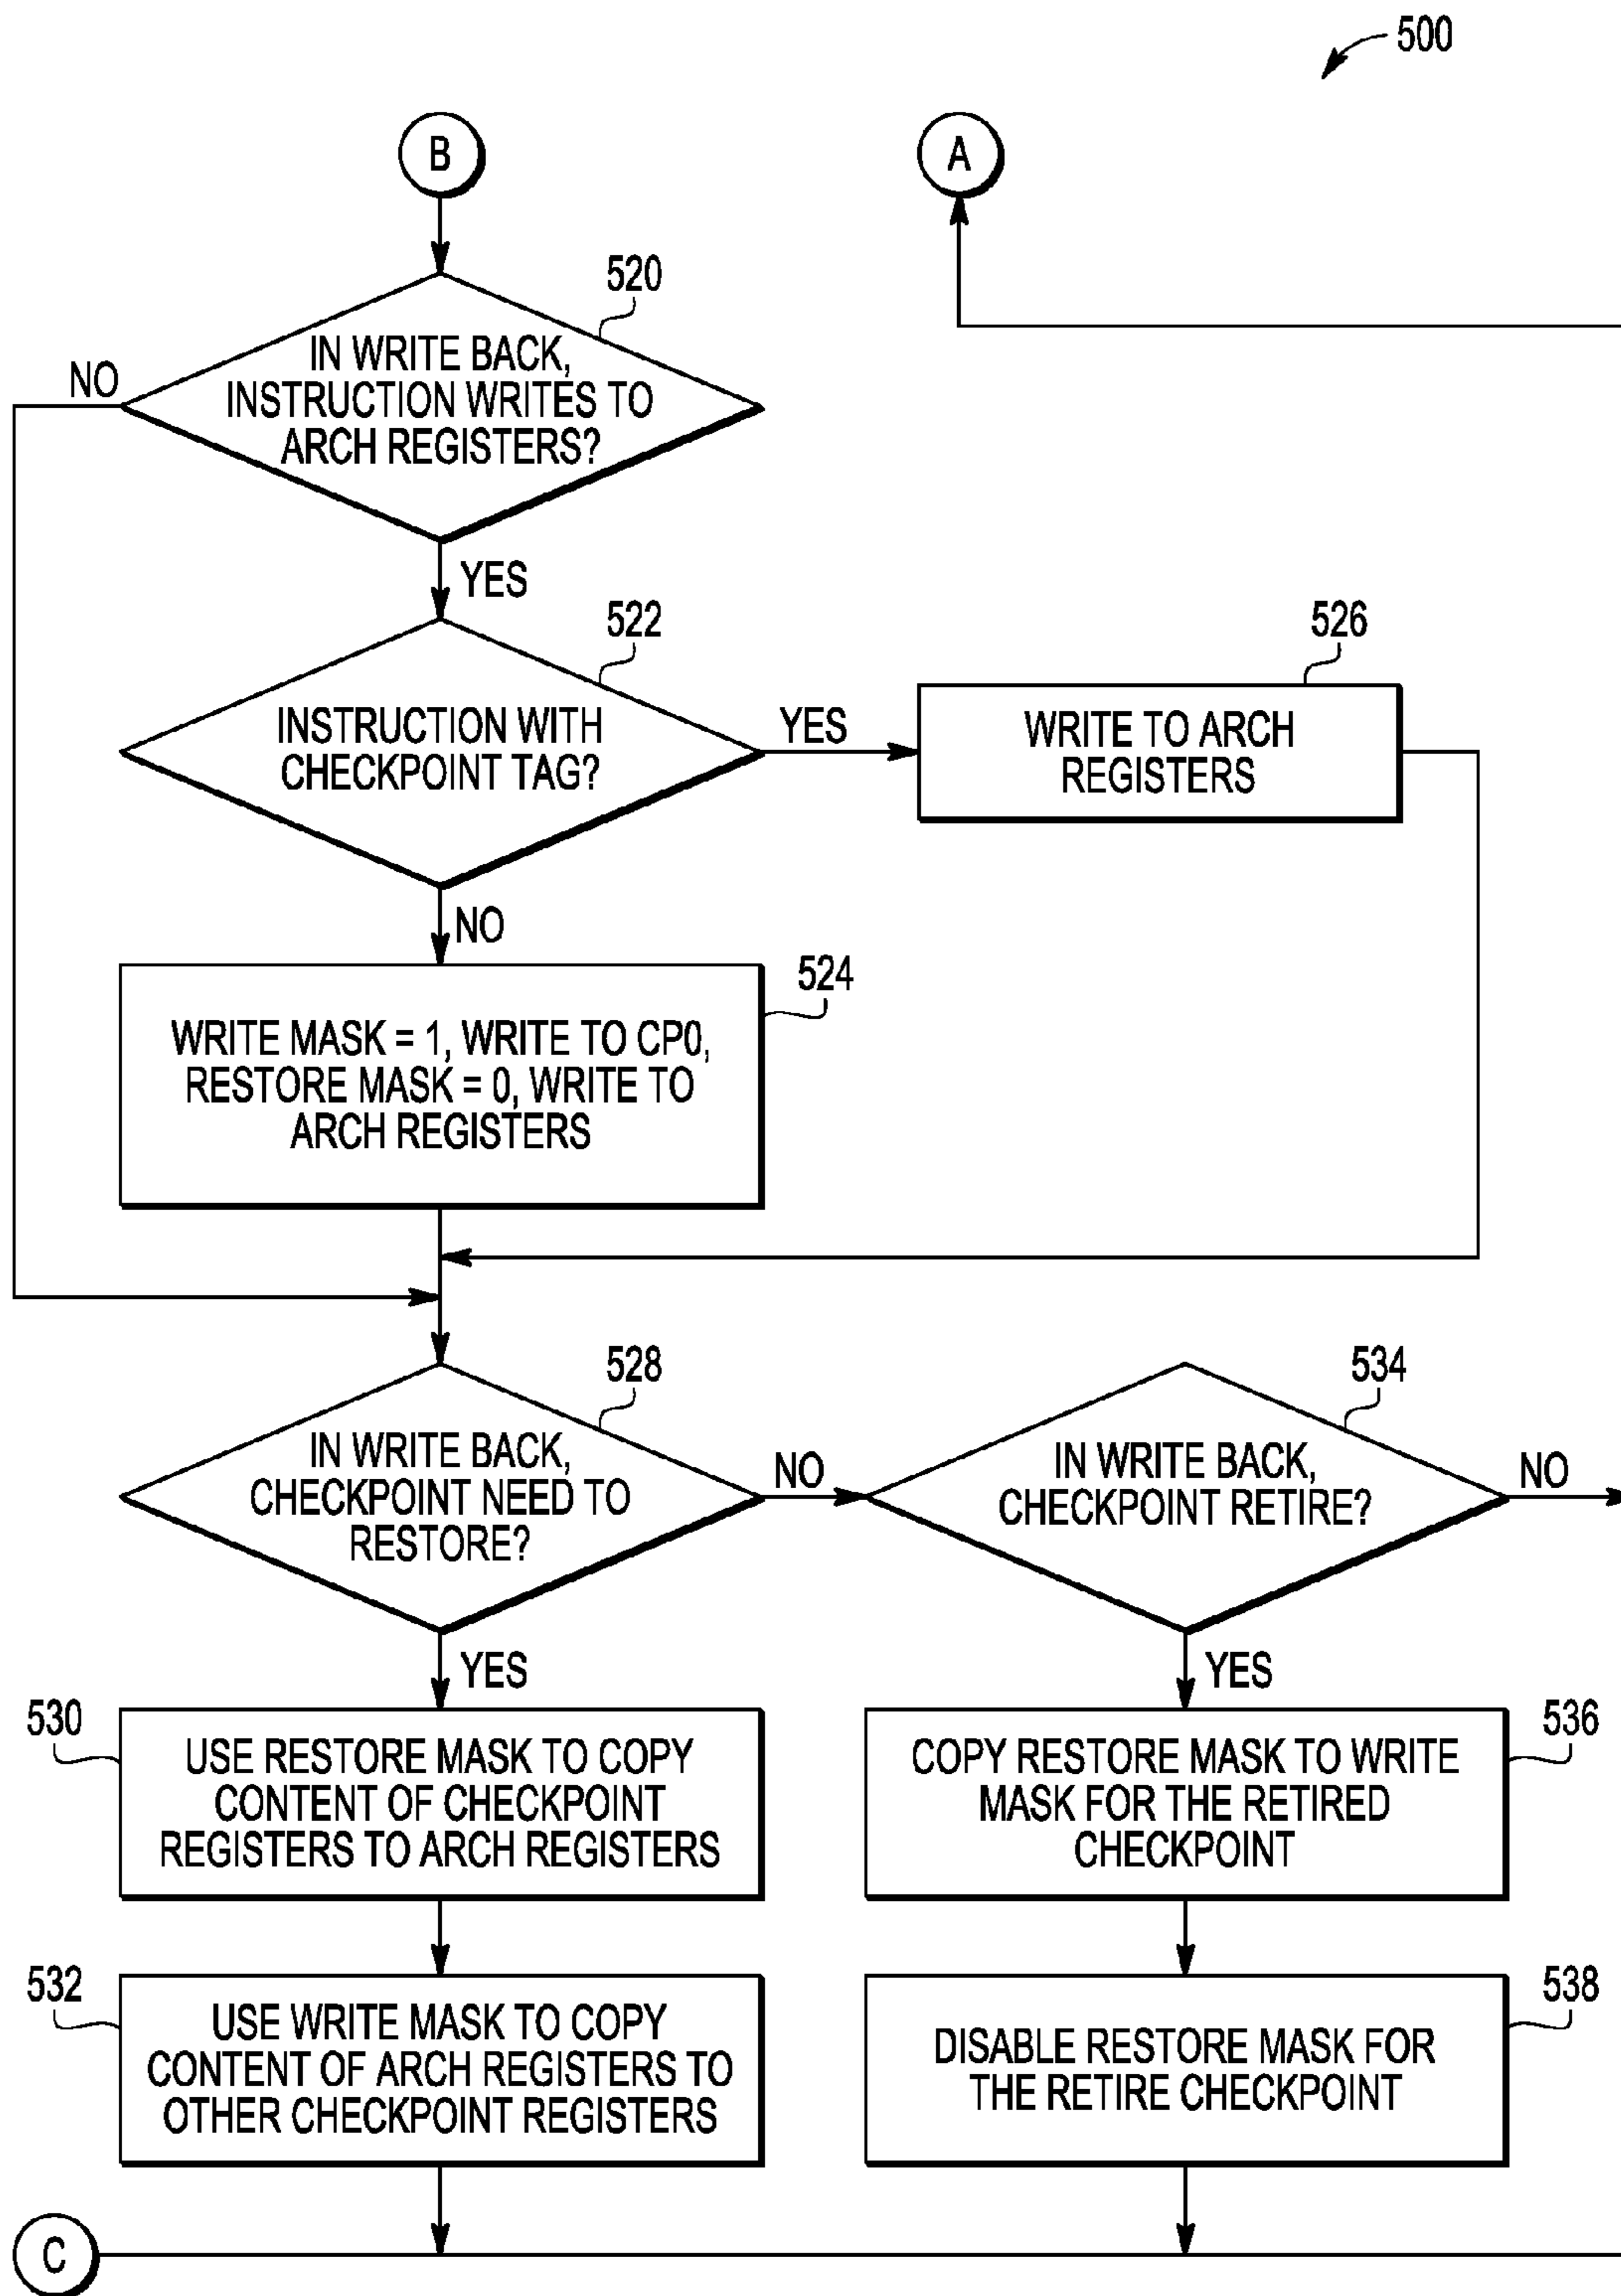 500
B
A
520
IN WRITE BACK,
INSTRUCTION WRITES TO
ARCH REGISTERS?
NO
YES
522
INSTRUCTION WITH
CHECKPOINT TAG?
YES
526
WRITE TO ARCH
REGISTERS
NO
524
WRITE MASK = 1, WRITE TO CP0,
RESTORE MASK = 0, WRITE TO
ARCH REGISTERS
528
IN WRITE BACK,
CHECKPOINT NEED TO
RESTORE?
NO
534
IN WRITE BACK,
CHECKPOINT RETIRE?
NO
YES
YES
530
USE RESTORE MASK TO COPY
CONTENT OF CHECKPOINT
REGISTERS TO ARCH REGISTERS
536
COPY RESTORE MASK TO WRITE
MASK FOR THE RETIRED
CHECKPOINT
532
USE WRITE MASK TO COPY
CONTENT OF ARCH REGISTERS TO
OTHER CHECKPOINT REGISTERS
538
DISABLE RESTORE MASK FOR
THE RETIRE CHECKPOINT
C